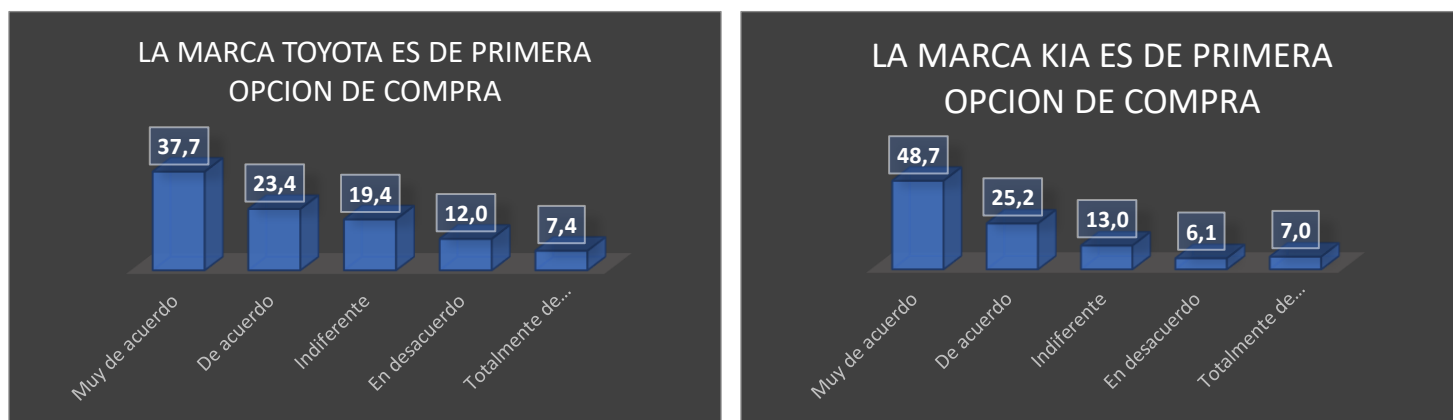 LA MARCA TOYOTA ES DE PRIMERA
OPCION DE COMPRA
37,7
23,4
19,4
12,0
7,4
Muy de acuerdo
De acuerdo
Indiferente
En desacuerdo
Totalmente de...
LA MARCA KIA ES DE PRIMERA
OPCION DE COMPRA
48,7
25,2
13,0
6,1
7,0
Muy de acuerdo
De acuerdo
Indiferente
En desacuerdo
Totalmente de...